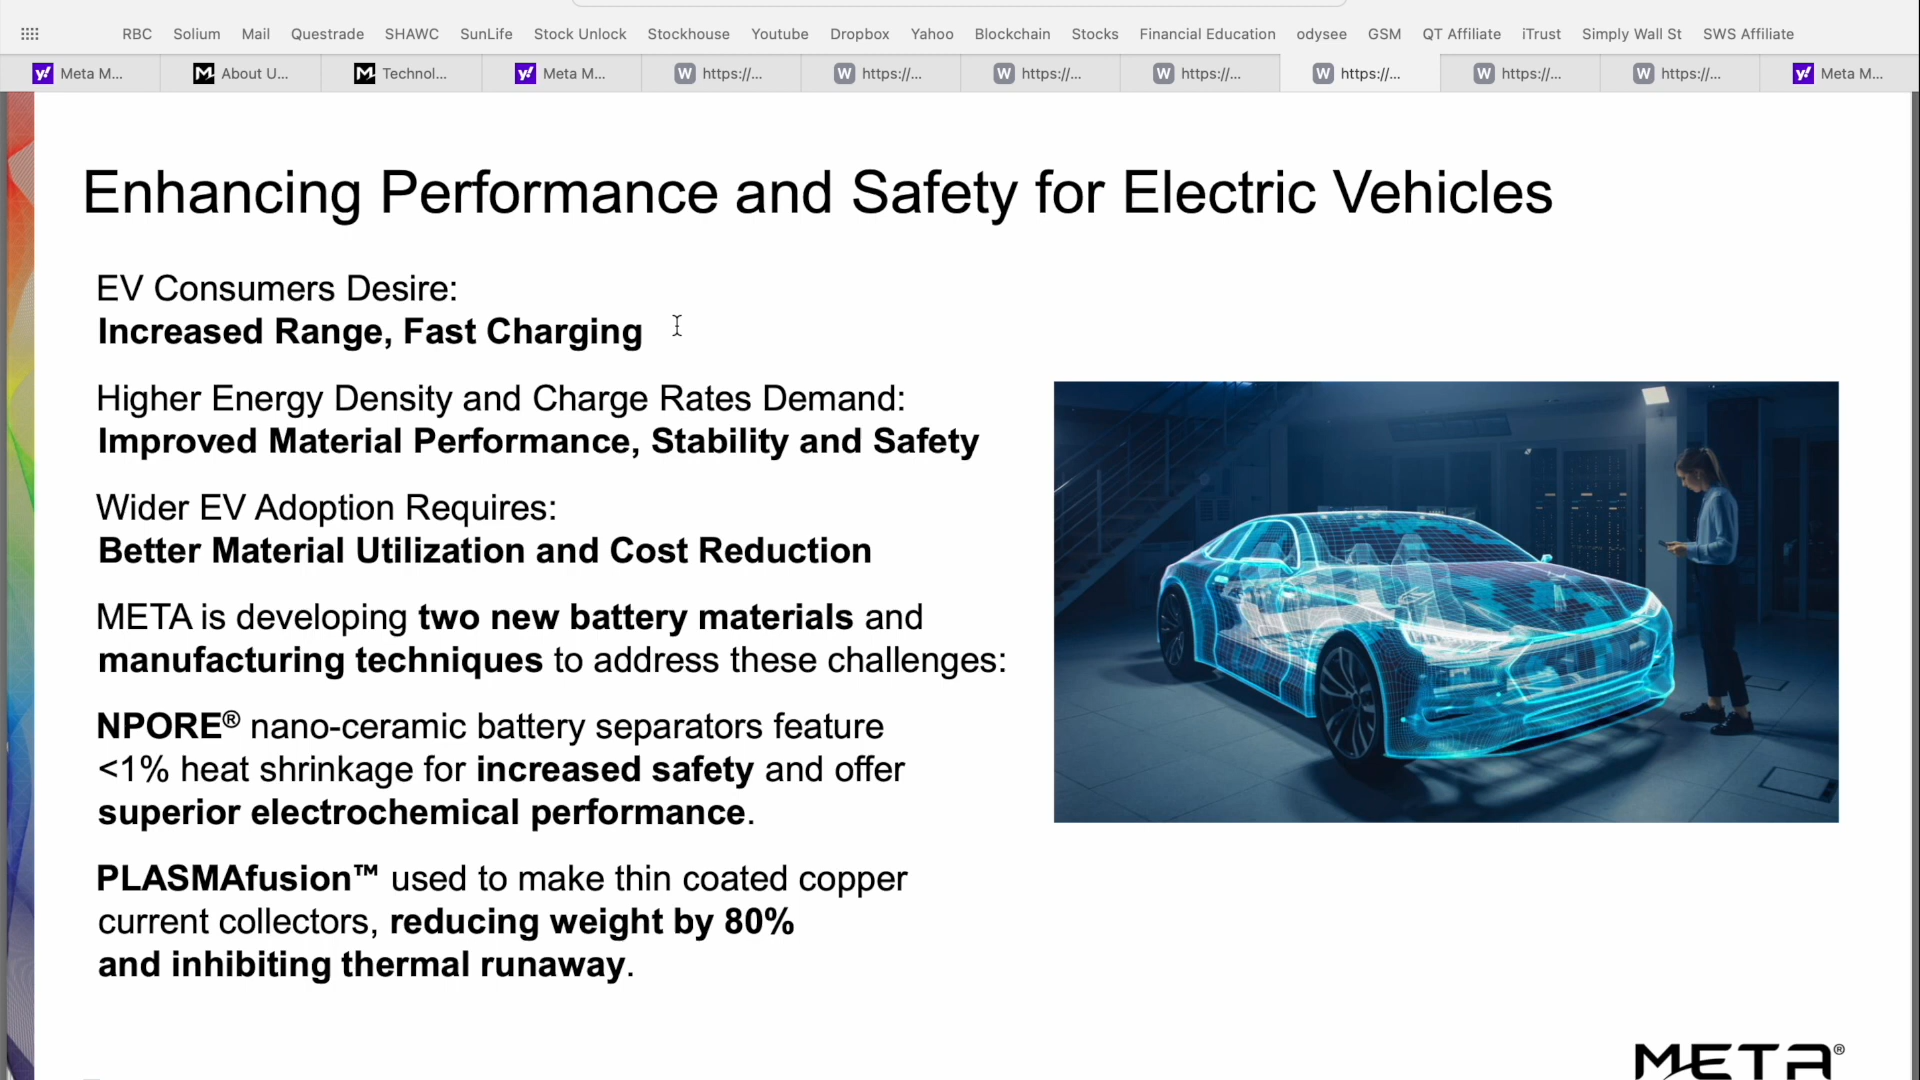 RBC Solium Mail Questrade SHAWC SunLife Stock Unlock Stockhouse Youtube Dropbox Yahoo Blockchain Stocks Financial Education odysee GSM QT Affiliate iTrust Simply Wall St SWS Affiliate
y! Meta M... M About U... M Technol... y! Meta M... W https://... W https://... W https://... W https://... W https://... W https://... W https://... y! Meta M...
Enhancing Performance and Safety for Electric Vehicles
EV Consumers Desire:
Increased Range, Fast Charging
Higher Energy Density and Charge Rates Demand:
Improved Material Performance, Stability and Safety
Wider EV Adoption Requires:
Better Material Utilization and Cost Reduction
META is developing two new battery materials and
manufacturing techniques to address these challenges:
NPORE® nano-ceramic battery separators feature
<1% heat shrinkage for increased safety and offer
superior electrochemical performance.
PLASMAfusion™ used to make thin coated copper
current collectors, reducing weight by 80%
and inhibiting thermal runaway.
META®